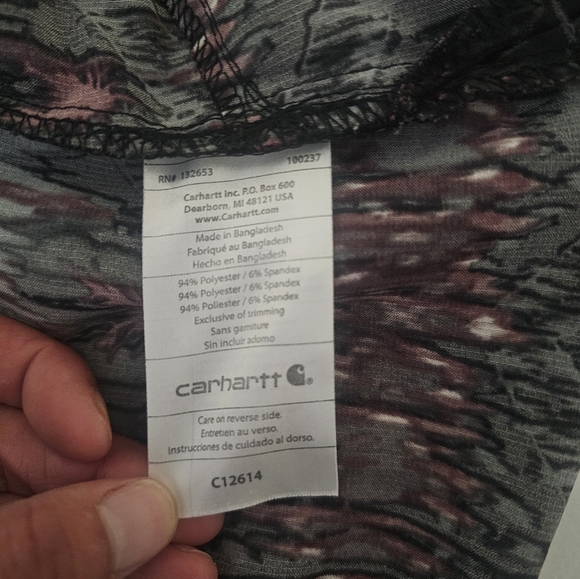 RN# 132653 100237
Carhartt Inc. P.O. Box 600
Dearborn, MI 48121 USA
www.Carhartt.com
Made in Bangladesh
Fabriqué au Bangladesh
Hecho en Bangladesh
94% Polyester / 6% Spandex
94% Polyester / 6% Spandex
94% Poliester / 6% Spandex
Exclusive of trimming
Sans garniture
Sin incluir adorno
carhartt
Care on reverse side.
Entretien au verso.
Instrucciones de cuidado al dorso.
C12614